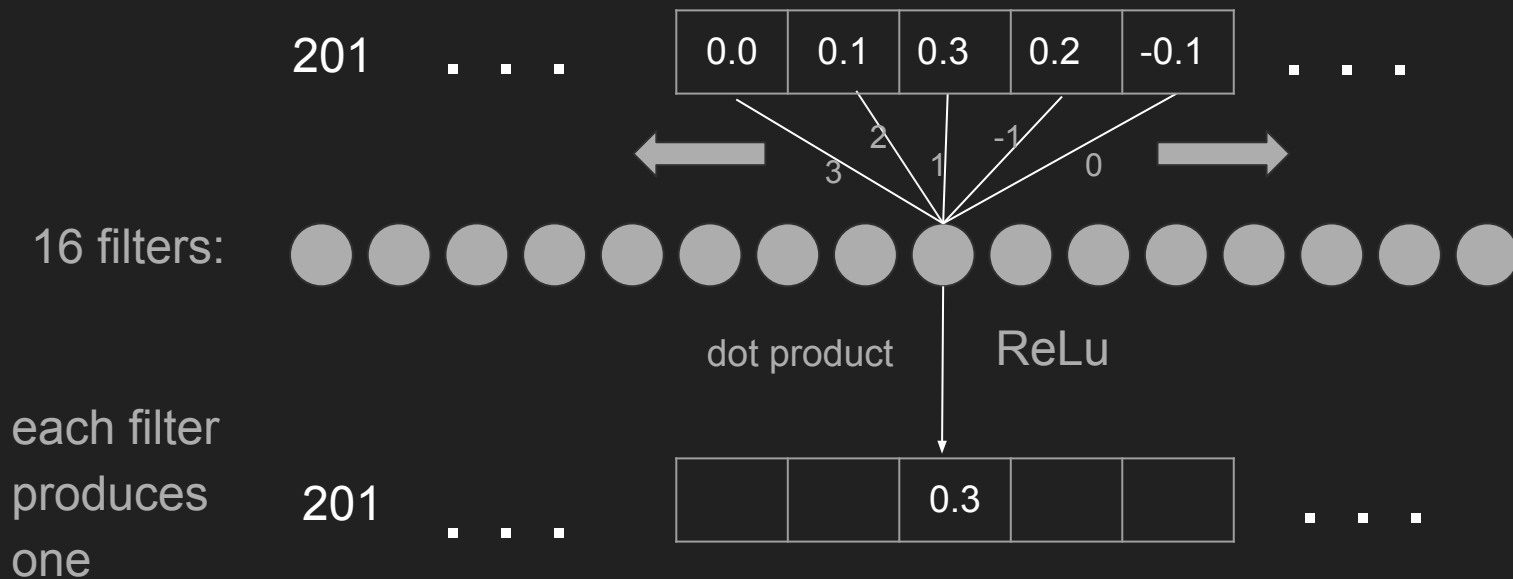 201 . . . 0.0 0.1 0.3 0.2 -0.1 . . .
3 2 1 -1 0
16 filters:
dot product ReLu
each filter
produces
one
201 . . . 0.3 . . .